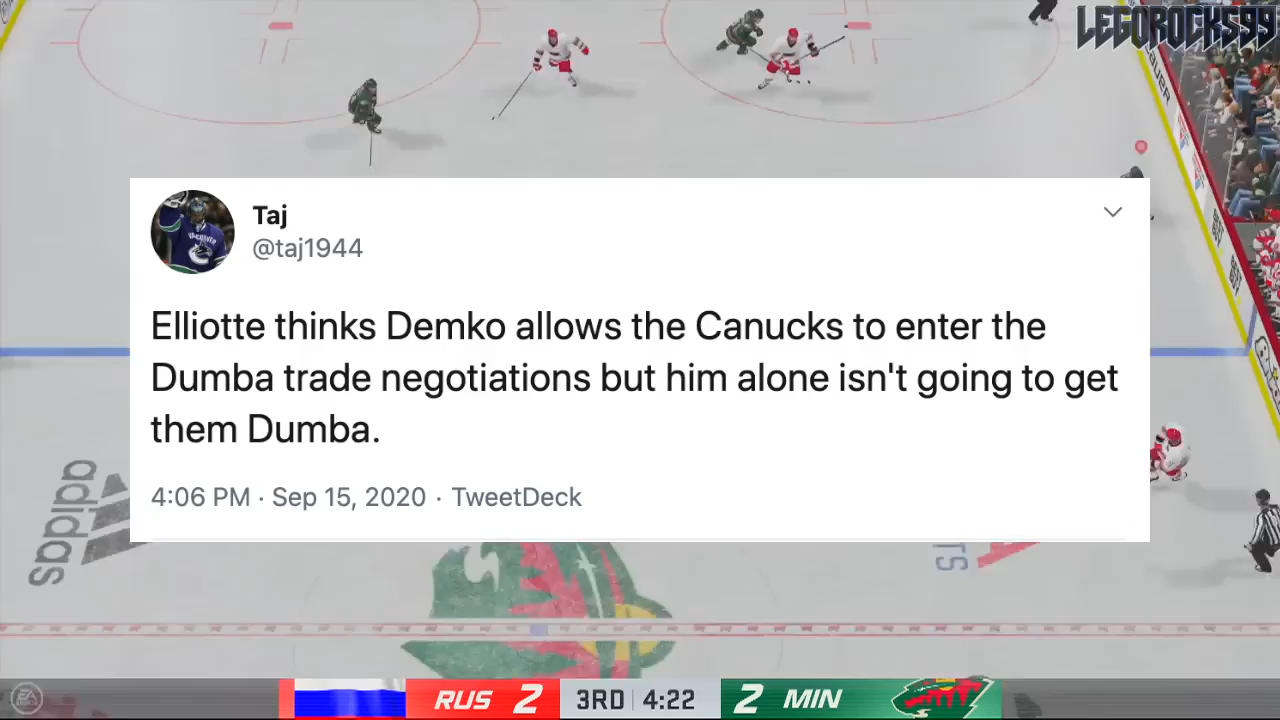 LEGOROCKS99
Taj
@taj1944
Elliotte thinks Demko allows the Canucks to enter the
Dumba trade negotiations but him alone isn't going to get
them Dumba.
4:06 PM · Sep 15, 2020 · TweetDeck
adidas
TS
RUS 2 3RD 4:22 2 MIN